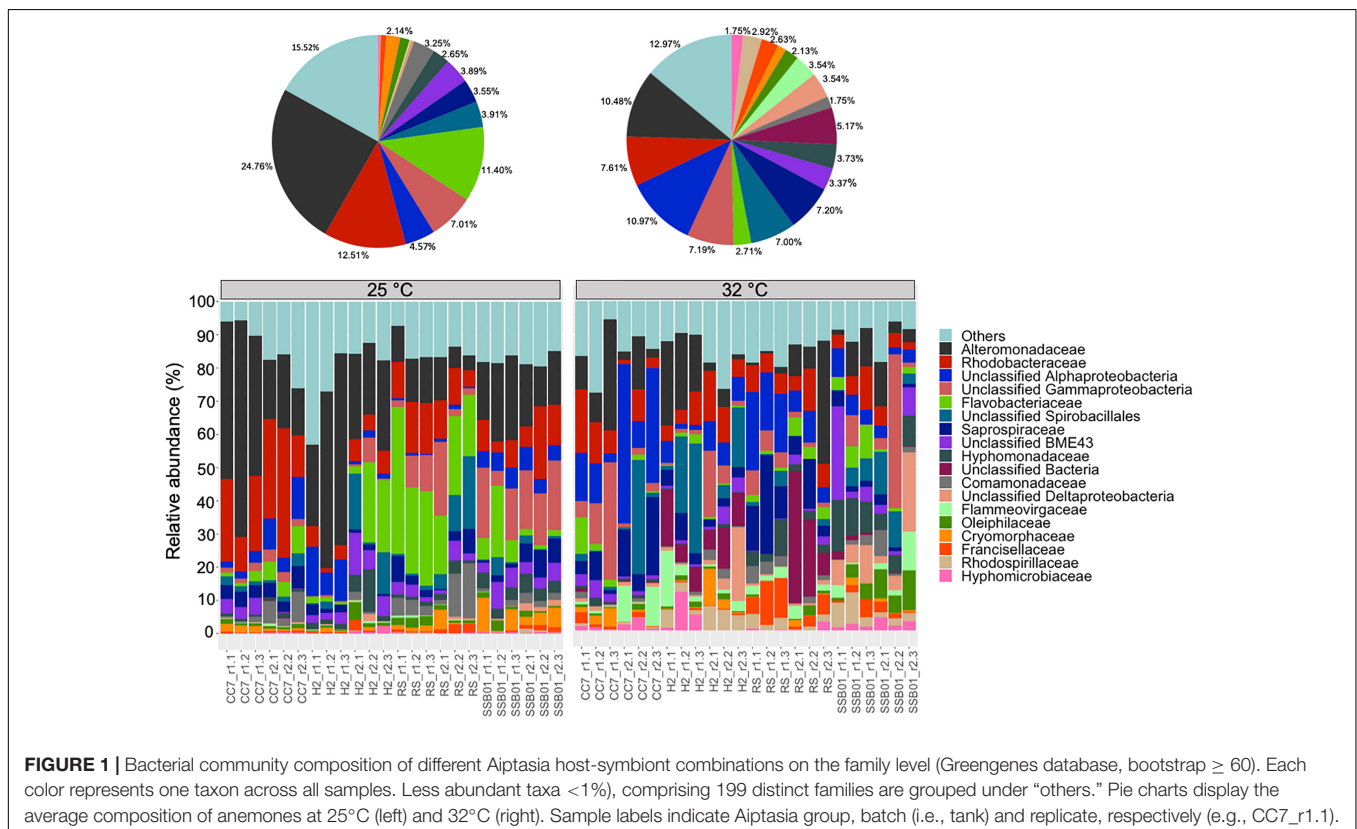 2.14%
3.25%
2.65%
3.89%
3.55%
3.91%
11.40%
7.01%
4.57%
12.51%
24.76%
15.52%
1.75%
2.92%
2.63%
2.13%
3.54%
3.54%
1.75%
5.17%
3.73%
3.37%
7.20%
7.00%
2.71%
7.19%
10.97%
7.61%
10.48%
12.97%
25 °C
32 °C
Relative abundance (%)
100
90
80
70
60
50
40
30
20
10
0
CC7_r1.1
CC7_r1.2
CC7_r1.3
CC7_r2.1
CC7_r2.2
CC7_r2.3
H2_r1.1
H2_r1.2
H2_r1.3
H2_r2.1
H2_r2.2
H2_r2.3
RS_r1.1
RS_r1.2
RS_r1.3
RS_r2.1
RS_r2.2
RS_r2.3
SSB01_r1.1
SSB01_r1.2
SSB01_r1.3
SSB01_r2.1
SSB01_r2.2
SSB01_r2.3
CC7_r1.1
CC7_r1.2
CC7_r1.3
CC7_r2.1
CC7_r2.2
CC7_r2.3
H2_r1.1
H2_r1.2
H2_r1.3
H2_r2.1
H2_r2.2
H2_r2.3
RS_r1.1
RS_r1.2
RS_r1.3
RS_r2.1
RS_r2.2
RS_r2.3
SSB01_r1.1
SSB01_r1.2
SSB01_r1.3
SSB01_r2.1
SSB01_r2.2
SSB01_r2.3
Others
Alteromonadaceae
Rhodobacteraceae
Unclassified Alphaproteobacteria
Unclassified Gammaproteobacteria
Flavobacteriaceae
Unclassified Spirobacillales
Saprospiraceae
Unclassified BME43
Hyphomonadaceae
Unclassified Bacteria
Comamonadaceae
Unclassified Deltaproteobacteria
Flammeovirgaceae
Oleiphilaceae
Cryomorphaceae
Francisellaceae
Rhodospirillaceae
Hyphomicrobiaceae
FIGURE 1 | Bacterial community composition of different Aiptasia host-symbiont combinations on the family level (Greengenes database, bootstrap ≥ 60). Each
color represents one taxon across all samples. Less abundant taxa <1%), comprising 199 distinct families are grouped under “others.” Pie charts display the
average composition of anemones at 25°C (left) and 32°C (right). Sample labels indicate Aiptasia group, batch (i.e., tank) and replicate, respectively (e.g., CC7_r1.1).